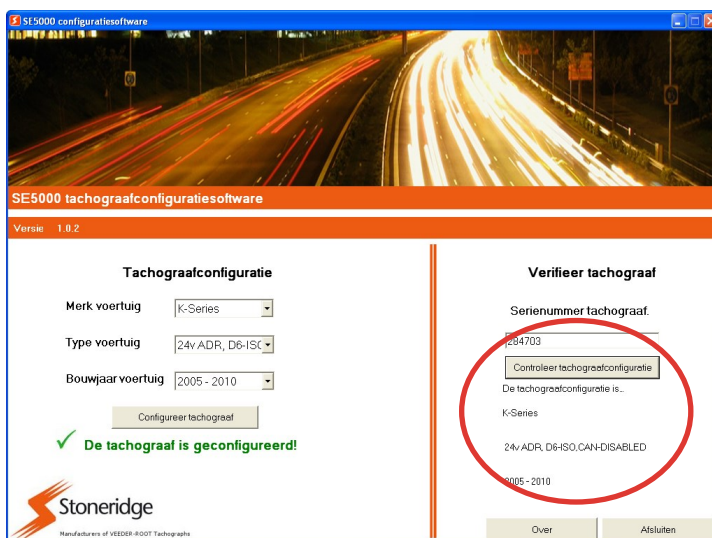 SE5000 configuratiesoftware
SE5000 tachograafconfiguratiesoftware
Versie 1.0.2
Tachograafconfiguratie
Merk voertuig K-Series
Type voertuig 24v ADR, D6-ISC
Bouwjaar voertuig 2005 - 2010
Configureer tachograaf
De tachograaf is geconfigureerd!
Stoneridge
Manufacturers of VEEDER-ROOT Tachographs
Verifieer tachograaf
Serienummer tachograaf.
284703
Controleer tachograafconfiguratie
De tachograafconfiguratie is...
K-Series
24v ADR, D6-ISO,CAN-DISABLED
2005 - 2010
Over Afsluiten